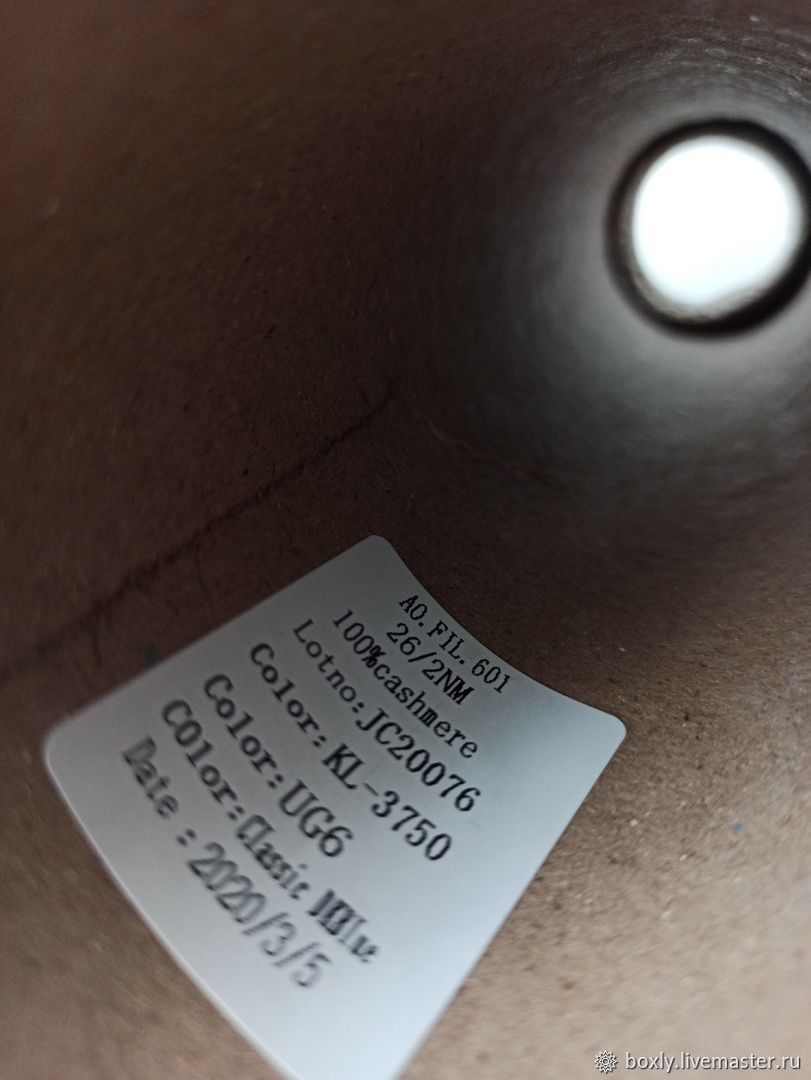 AO.FIL.601
26/2NM
100%cashmere
Lotno:JC20076
Color:KL-3750
Color:UG6
COlor:Classic
Date :2020/3/5
boxly.livemaster.ru